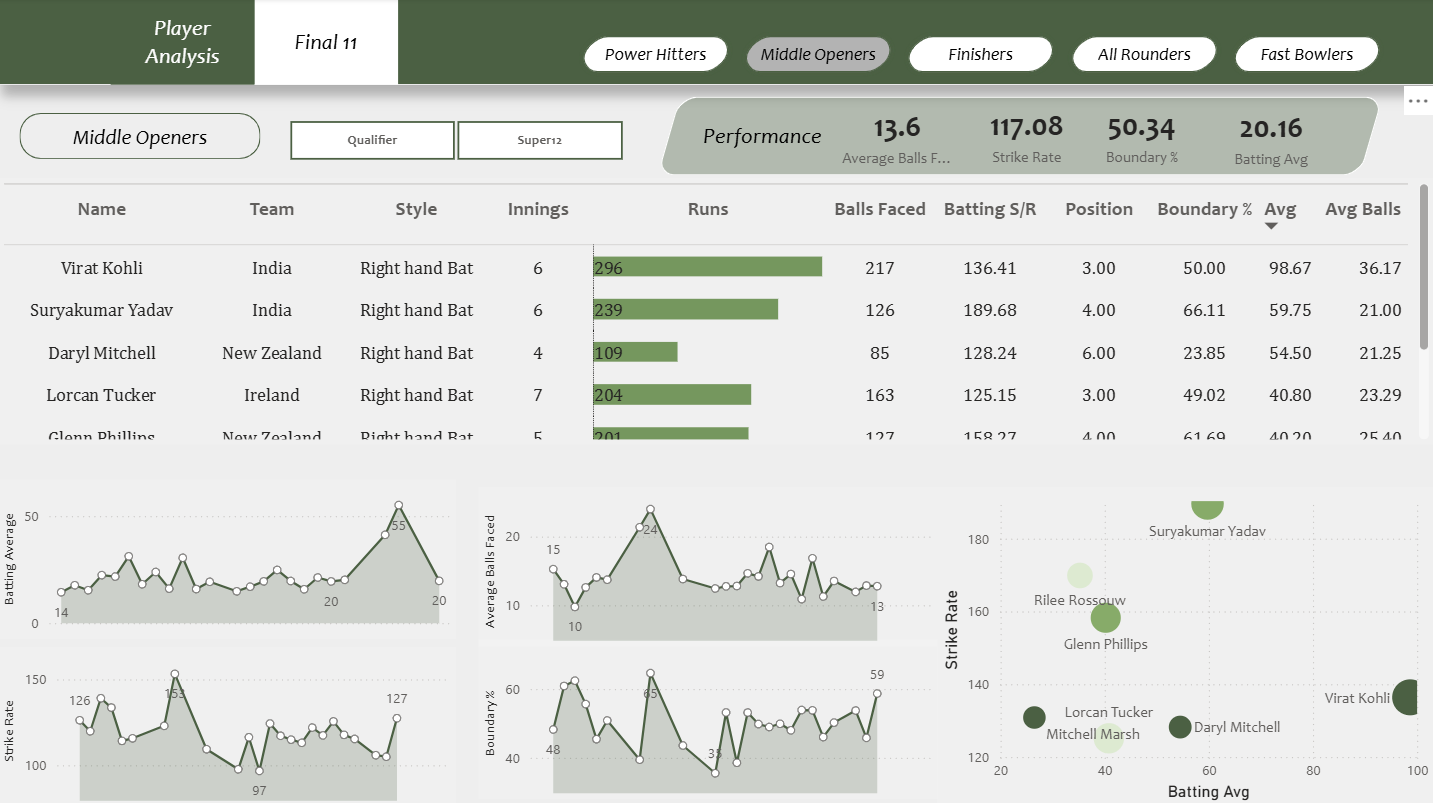 Player
Analysis
Final 11
Power Hitters
Middle Openers
Finishers
All Rounders
Fast Bowlers
Middle Openers
Qualifier
Super12
Performance
13.6
Average Balls F...
117.08
Strike Rate
50.34
Boundary %
20.16
Batting Avg
Name Team Style Innings Runs Balls Faced Batting S/R Position Boundary % Avg Avg Balls
Virat Kohli India Right hand Bat 6 296 217 136.41 3.00 50.00 98.67 36.17
Suryakumar Yadav India Right hand Bat 6 239 126 189.68 4.00 66.11 59.75 21.00
Daryl Mitchell New Zealand Right hand Bat 4 109 85 128.24 6.00 23.85 54.50 21.25
Lorcan Tucker Ireland Right hand Bat 7 204 163 125.15 3.00 49.02 40.80 23.29
Glenn Phillips New Zealand Right hand Bat 5 201 127 158.27 4.00 61.69 40.20 25.40
Batting Average
50
0
14
20
55
20
Average Balls Faced
20
10
15
10
24
13
Strike Rate
150
100
126
153
97
127
Boundary %
60
40
48
65
35
59
Strike Rate
180
160
140
120
Suryakumar Yadav
Rilee Rossouw
Glenn Phillips
Virat Kohli
Lorcan Tucker
Daryl Mitchell
Mitchell Marsh
20 40 60 80 100
Batting Avg